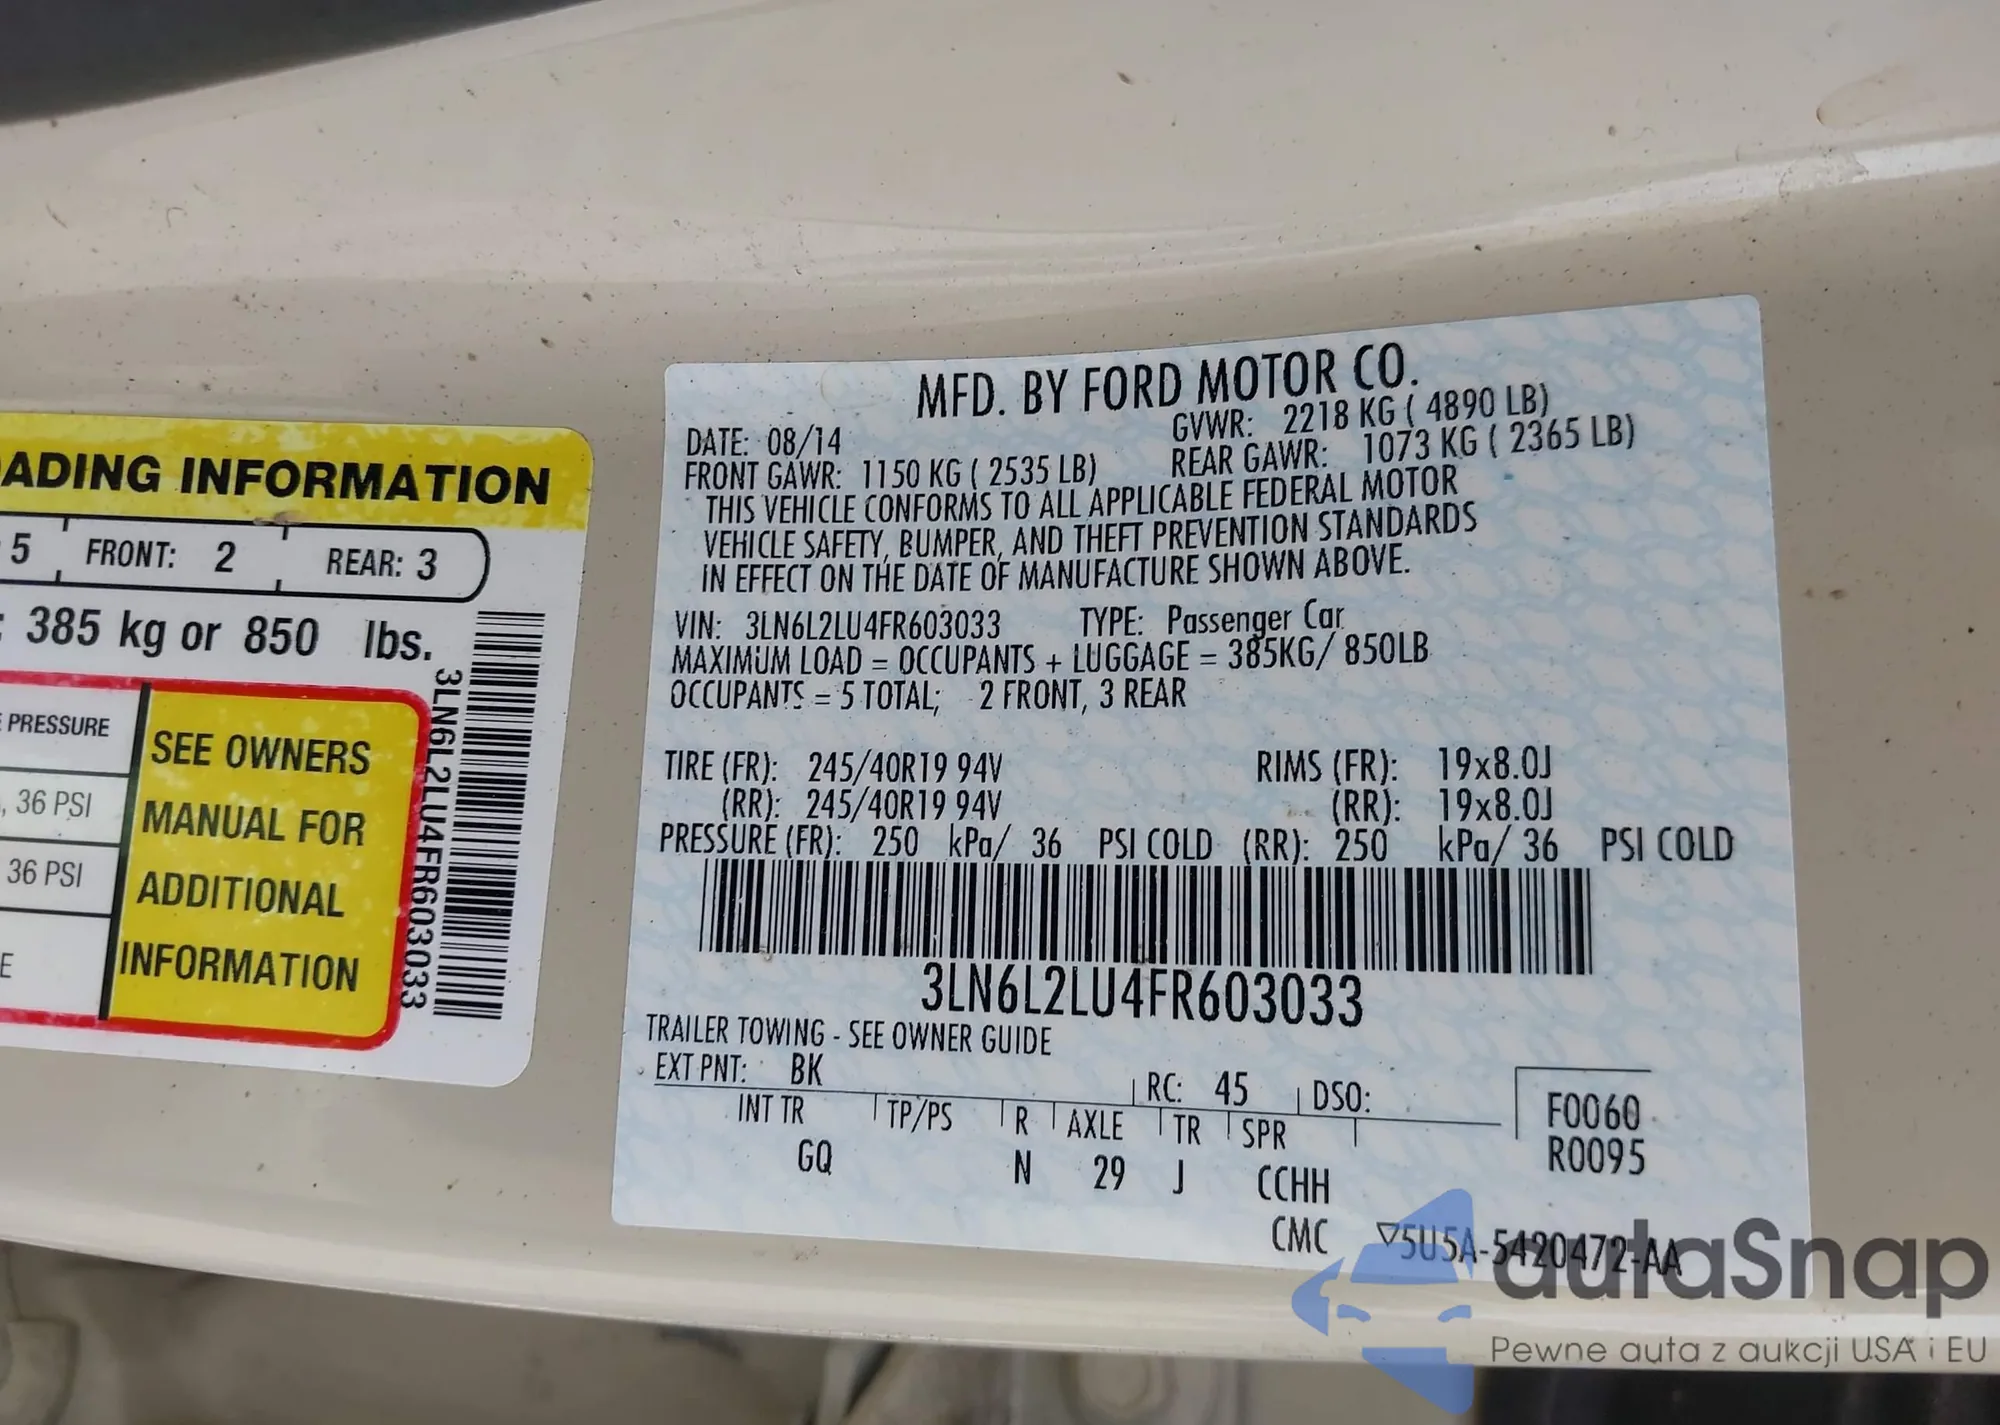 ADING INFORMATION
5 FRONT: 2 REAR: 3
: 385 kg or 850 lbs.
PRESSURE
, 36 PSI
36 PSI
E
SEE OWNERS
MANUAL FOR
ADDITIONAL
INFORMATION
3LN6L2LU4FR603033
MFD. BY FORD MOTOR CO.
DATE: 08/14 GVWR: 2218 KG ( 4890 LB)
FRONT GAWR: 1150 KG ( 2535 LB) REAR GAWR: 1073 KG ( 2365 LB)
THIS VEHICLE CONFORMS TO ALL APPLICABLE FEDERAL MOTOR
VEHICLE SAFETY, BUMPER, AND THEFT PREVENTION STANDARDS
IN EFFECT ON THE DATE OF MANUFACTURE SHOWN ABOVE.
VIN: 3LN6L2LU4FR603033 TYPE: Passenger Car
MAXIMUM LOAD = OCCUPANTS + LUGGAGE = 385KG/ 850LB
OCCUPANTS = 5 TOTAL; 2 FRONT, 3 REAR
TIRE (FR): 245/40R19 94V RIMS (FR): 19x8.0J
(RR): 245/40R19 94V (RR): 19x8.0J
PRESSURE (FR): 250 kPa/ 36 PSI COLD (RR): 250 kPa/ 36 PSI COLD
3LN6L2LU4FR603033
TRAILER TOWING - SEE OWNER GUIDE
EXT PNT: BK RC: 45 DSO: F0060
INT TR TP/PS R AXLE TR SPR R0095
GQ N 29 J CCHH
CMC ▽5U5A-5420472-AA
autaSnap
Pewne auta z aukcji USA i EU